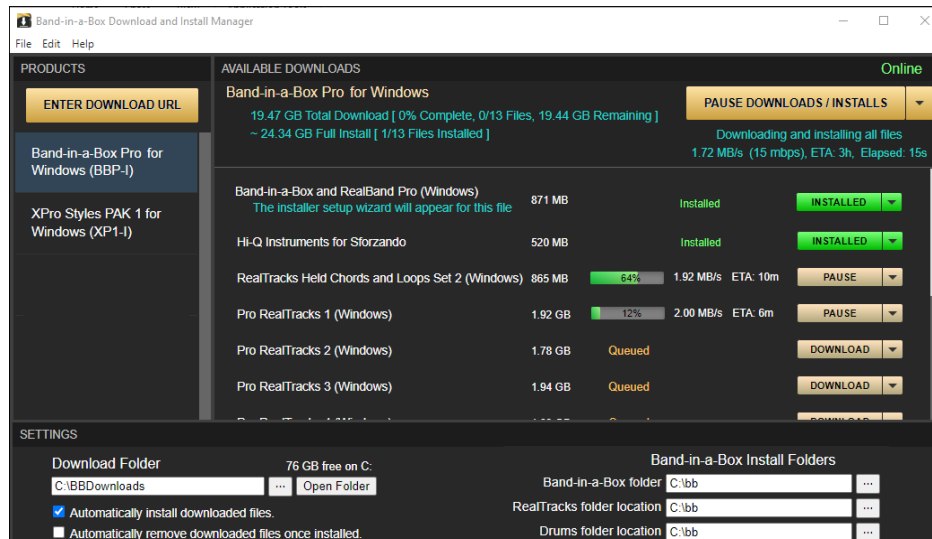 Band-in-a-Box Download and Install Manager
File Edit Help
PRODUCTS
ENTER DOWNLOAD URL
Band-in-a-Box Pro for
Windows (BBP-I)
XPro Styles PAK 1 for
Windows (XP1-I)
AVAILABLE DOWNLOADS
Online
Band-in-a-Box Pro for Windows
19.47 GB Total Download [ 0% Complete, 0/13 Files, 19.44 GB Remaining ]
~ 24.34 GB Full Install [ 1/13 Files Installed ]
PAUSE DOWNLOADS / INSTALLS
Downloading and installing all files
1.72 MB/s (15 mbps), ETA: 3h, Elapsed: 15s
Band-in-a-Box and RealBand Pro (Windows)
The installer setup wizard will appear for this file
871 MB Installed INSTALLED
Hi-Q Instruments for Sforzando 520 MB Installed INSTALLED
RealTracks Held Chords and Loops Set 2 (Windows) 865 MB 64% 1.92 MB/s ETA: 10m PAUSE
Pro RealTracks 1 (Windows) 1.92 GB 12% 2.00 MB/s ETA: 6m PAUSE
Pro RealTracks 2 (Windows) 1.78 GB Queued DOWNLOAD
Pro RealTracks 3 (Windows) 1.94 GB Queued DOWNLOAD
SETTINGS
Download Folder 76 GB free on C:
C:\BBDownloads ... Open Folder
Automatically install downloaded files.
Automatically remove downloaded files once installed.
Band-in-a-Box Install Folders
Band-in-a-Box folder C:\bb ...
RealTracks folder location C:\bb ...
Drums folder location C:\bb ...